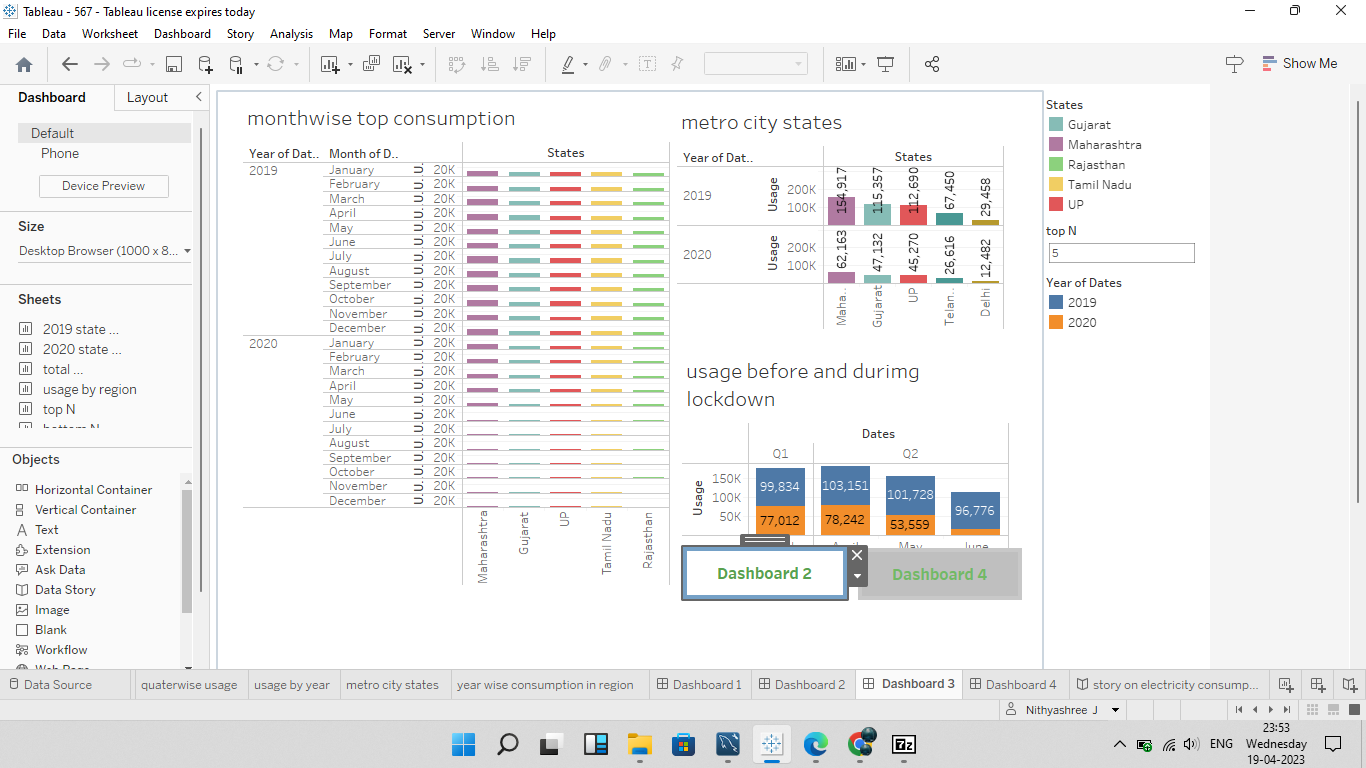 Tableau - 567 - Tableau license expires today
File Data Worksheet Dashboard Story Analysis Map Format Server Window Help
Show Me
Dashboard Layout
Default
Phone
Device Preview
Size
Desktop Browser (1000 x 8...
Sheets
2019 state ...
2020 state ...
total ...
usage by region
top N
Objects
Horizontal Container
Vertical Container
Text
Extension
Ask Data
Data Story
Image
Blank
Workflow
monthwise top consumption
Year of Dat.. Month of D.. States
2019 January 20K
February 20K
March 20K
April 20K
May 20K
June 20K
July 20K
August 20K
September 20K
October 20K
November 20K
December 20K
2020 January 20K
February 20K
March 20K
April 20K
May 20K
June 20K
July 20K
August 20K
September 20K
October 20K
November 20K
December 20K
Maharashtra Gujarat UP Tamil Nadu Rajasthan
metro city states
Year of Dat.. States
2019 Usage 200K 100K 154,917 115,357 112,690 67,450 29,458
2020 Usage 200K 100K 62,163 47,132 45,270 26,616 12,482
Maha.. Gujarat UP Telan.. Delhi
usage before and durimg
lockdown
Dates
Q1 Q2
Usage 150K 100K 50K
99,834 103,151 101,728 96,776
77,012 78,242 53,559
April May June
Dashboard 2 Dashboard 4
States
Gujarat
Maharashtra
Rajasthan
Tamil Nadu
UP
top N
5
Year of Dates
2019
2020
Data Source quaterwise usage usage by year metro city states year wise consumption in region Dashboard 1 Dashboard 2 Dashboard 3 Dashboard 4 story on electricity consump...
Nithyashree J
ENG
23:53
Wednesday
19-04-2023
7z